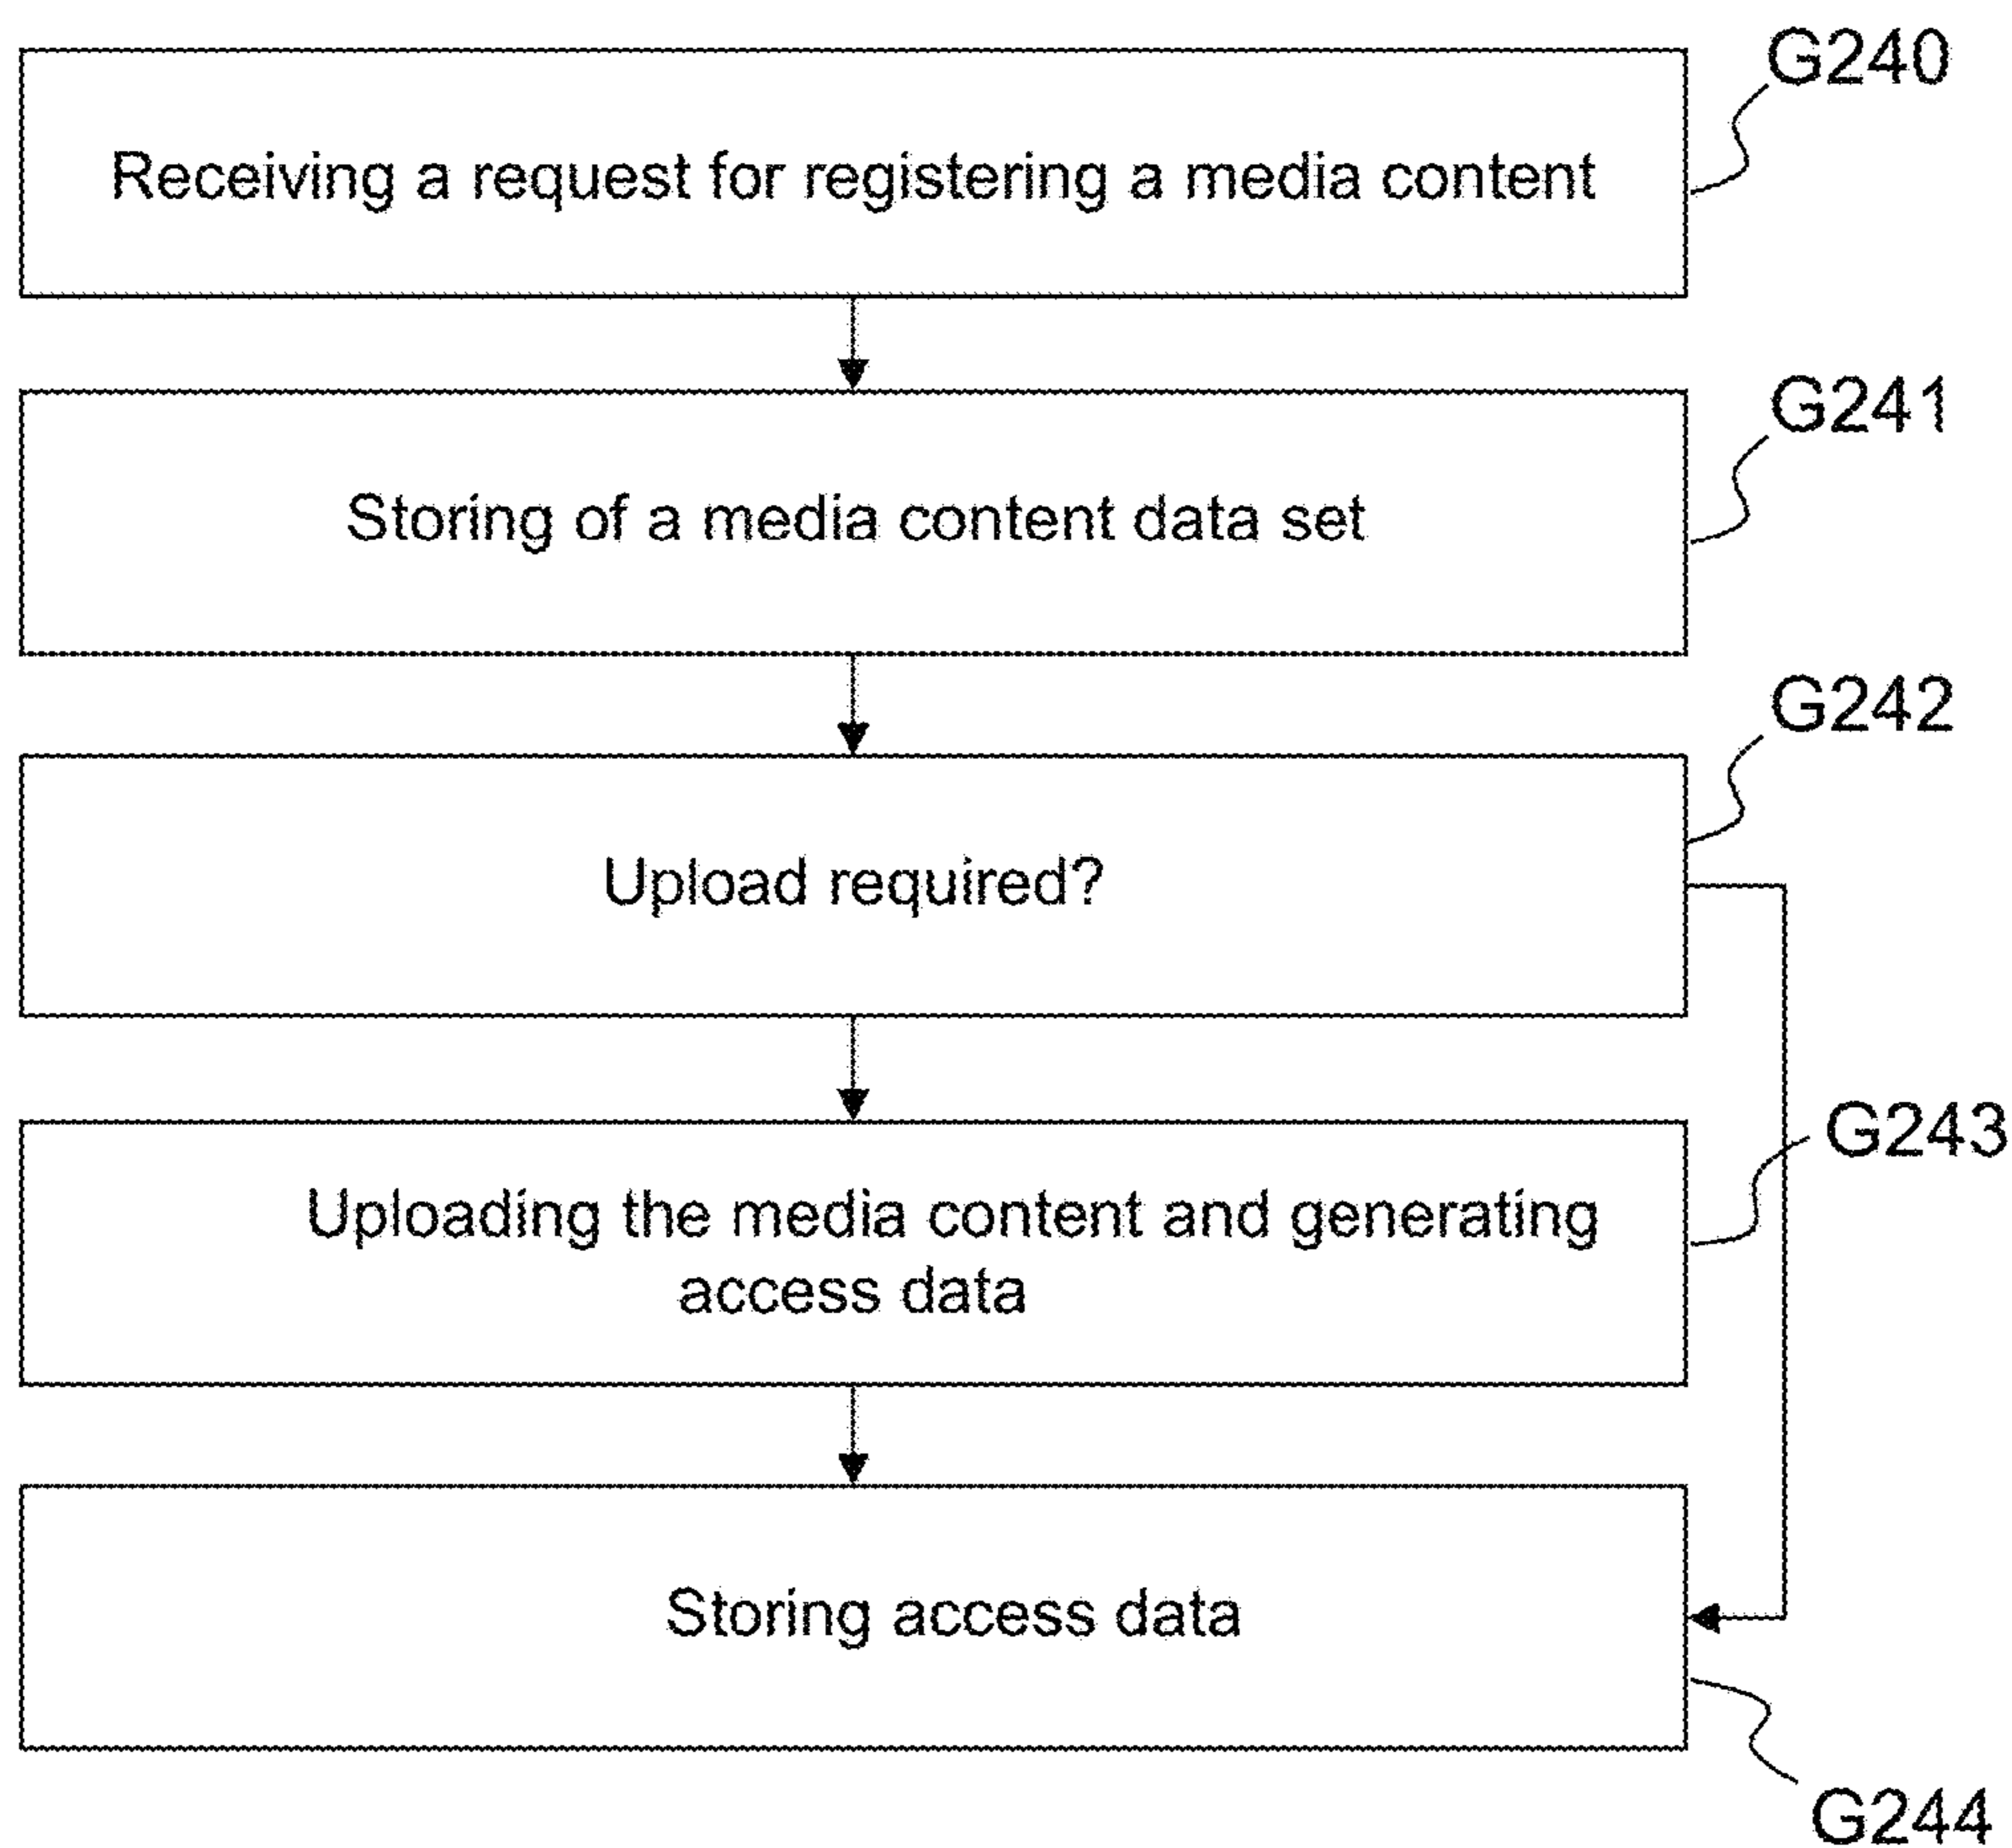 G240
Receiving a request for registering a media content
G241
Storing of a media content data set
G242
Upload required?
G243
Uploading the media content and generating
access data
Storing access data
G244